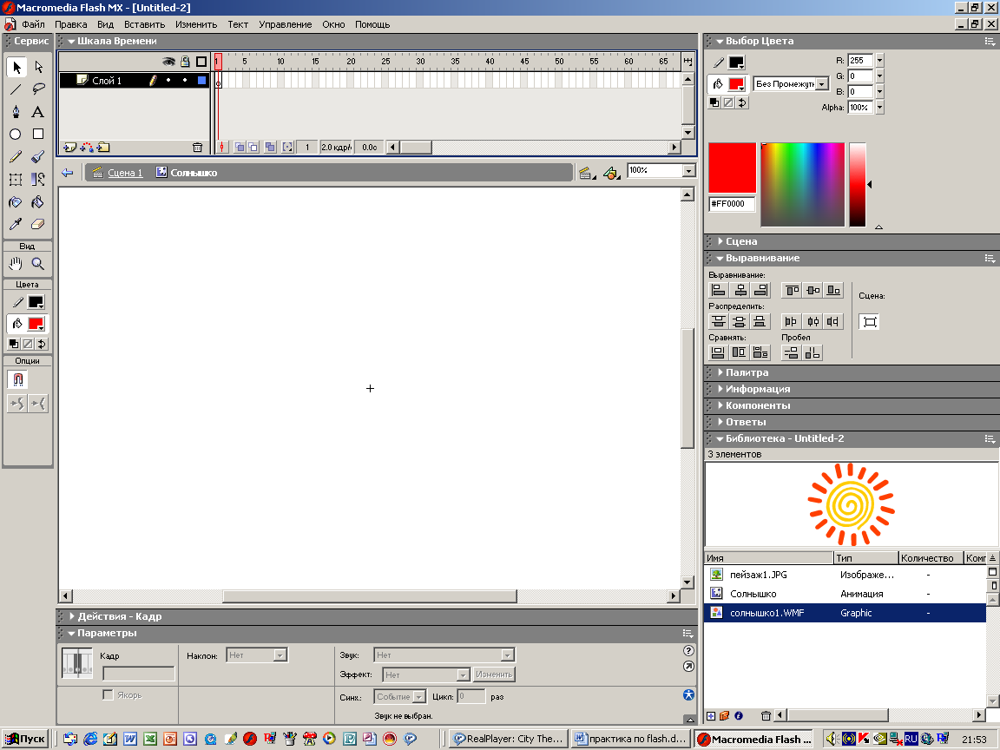 Macromedia Flash MX - [Untitled-2]
Файл Правка Вид Вставить Изменить Тект Управление Окно Помощь
Сервис
Шкала Времени
Слой 1
1 5 10 15 20 25 30 35 40 45 50 55 60 65
1 2.0 кдр/ 0.0с
Сцена 1 Солнышко
100%
Вид
Цвета
Опции
Действия - Кадр
Параметры
Кадр
Якорь
Наклон: Нет
Звук: Нет
Эффект: Нет Изменить
Синх.: Событие Цикл: 0 раз
Звук не выбран.
Выбор Цвета
Без Промежутк
R: 255
G: 0
B: 0
Alpha: 100%
#FF0000
Сцена
Выравнивание
Выравнивание:
Распределить:
Сравнять: Пробел
Сцена:
Палитра
Информация
Компоненты
Ответы
Библиотека - Untitled-2
3 элементов
Имя Тип Количество Комг
пейзаж1.JPG Изображе... -
Солнышко Анимация -
солнышко1.WMF Graphic -
Пуск
RealPlayer: City The...
практика по flash.d...
Macromedia Flash ...
RU
21:53